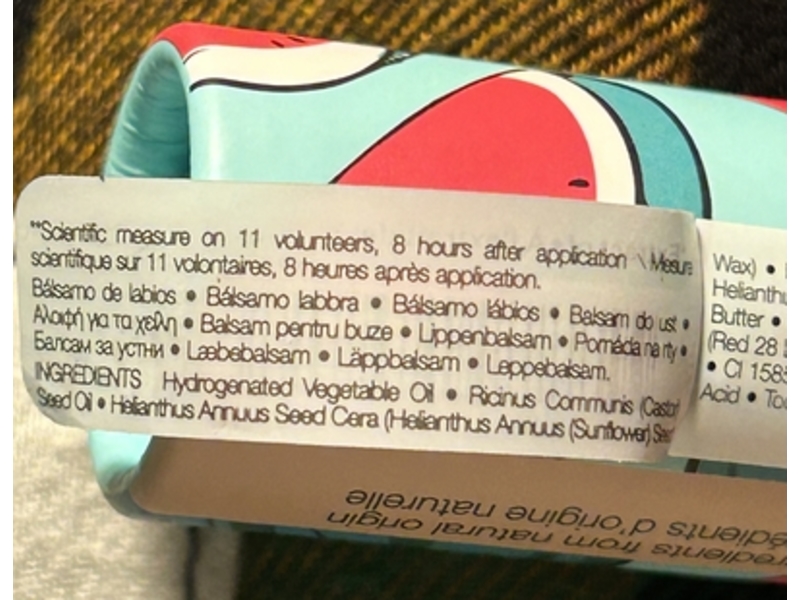 **Scientific measure on 11 volunteers, 8 hours after application \ Mesure
scientifique sur 11 volontaires, 8 heures après application.
Bálsamo de labios • Bálsamo labbra • Bálsamo lábios • Balsam do ust •
Αλοιφή για τα χείλη • Balsam pentru buze • Lippenbalsam • Pomáda na rty •
Балсам за устни • Læbebalsam • Läppbalsam • Leppebalsam.
INGREDIENTS Hydrogenated Vegetable Oil • Ricinus Communis (Castor)
Seed Oil • Helianthus Annuus Seed Cera (Helianthus Annuus (Sunflower) Seed
Wax) •
Helianthu
Butter •
(Red 28
• CI 1585
Acid • To
redients from natural origin
édients d'origine naturelle